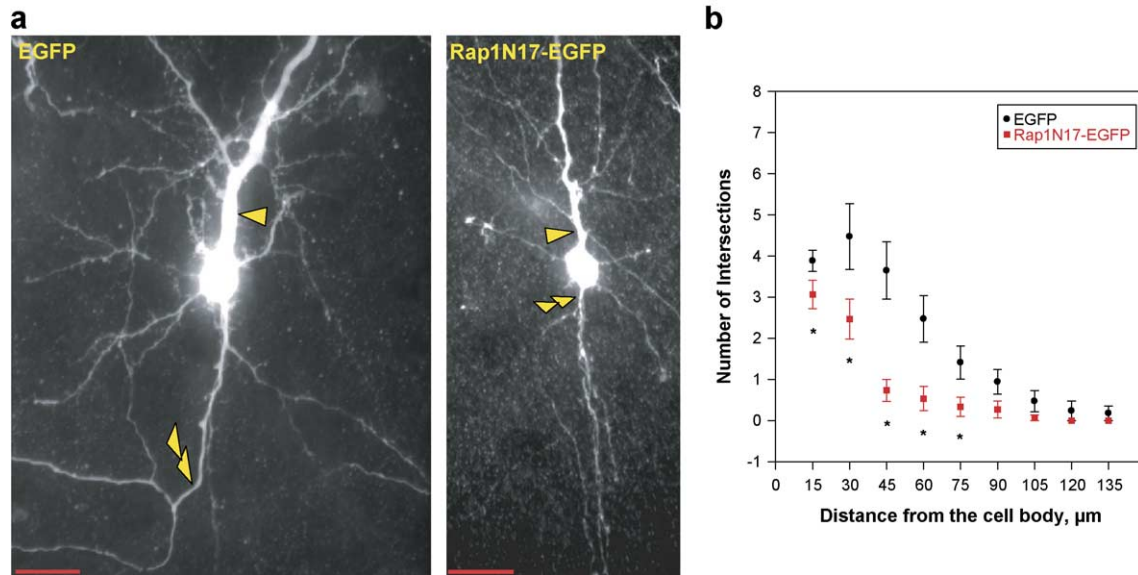 a
EGFP
Rap1N17-EGFP
b
8
7
6
5
4
3
2
1
0
-1
Number of Intersections
EGFP
Rap1N17-EGFP
*
*
*
*
*
0 15 30 45 60 75 90 105 120 135
Distance from the cell body, µm